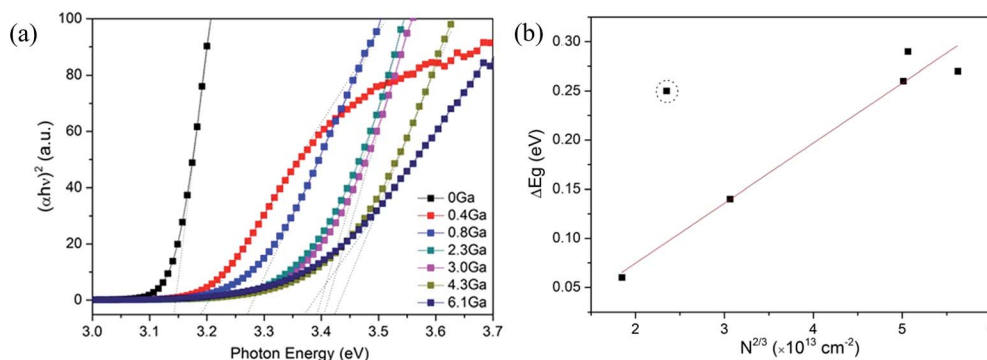 (a)
(αhν)² (a.u.)
100
80
60
40
20
0
0Ga
0.4Ga
0.8Ga
2.3Ga
3.0Ga
4.3Ga
6.1Ga
3.0 3.1 3.2 3.3 3.4 3.5 3.6 3.7
Photon Energy (eV)
(b)
ΔEg (eV)
0.30
0.25
0.20
0.15
0.10
0.05
2 3 4 5 6
N²/³ (×10¹³ cm⁻²)